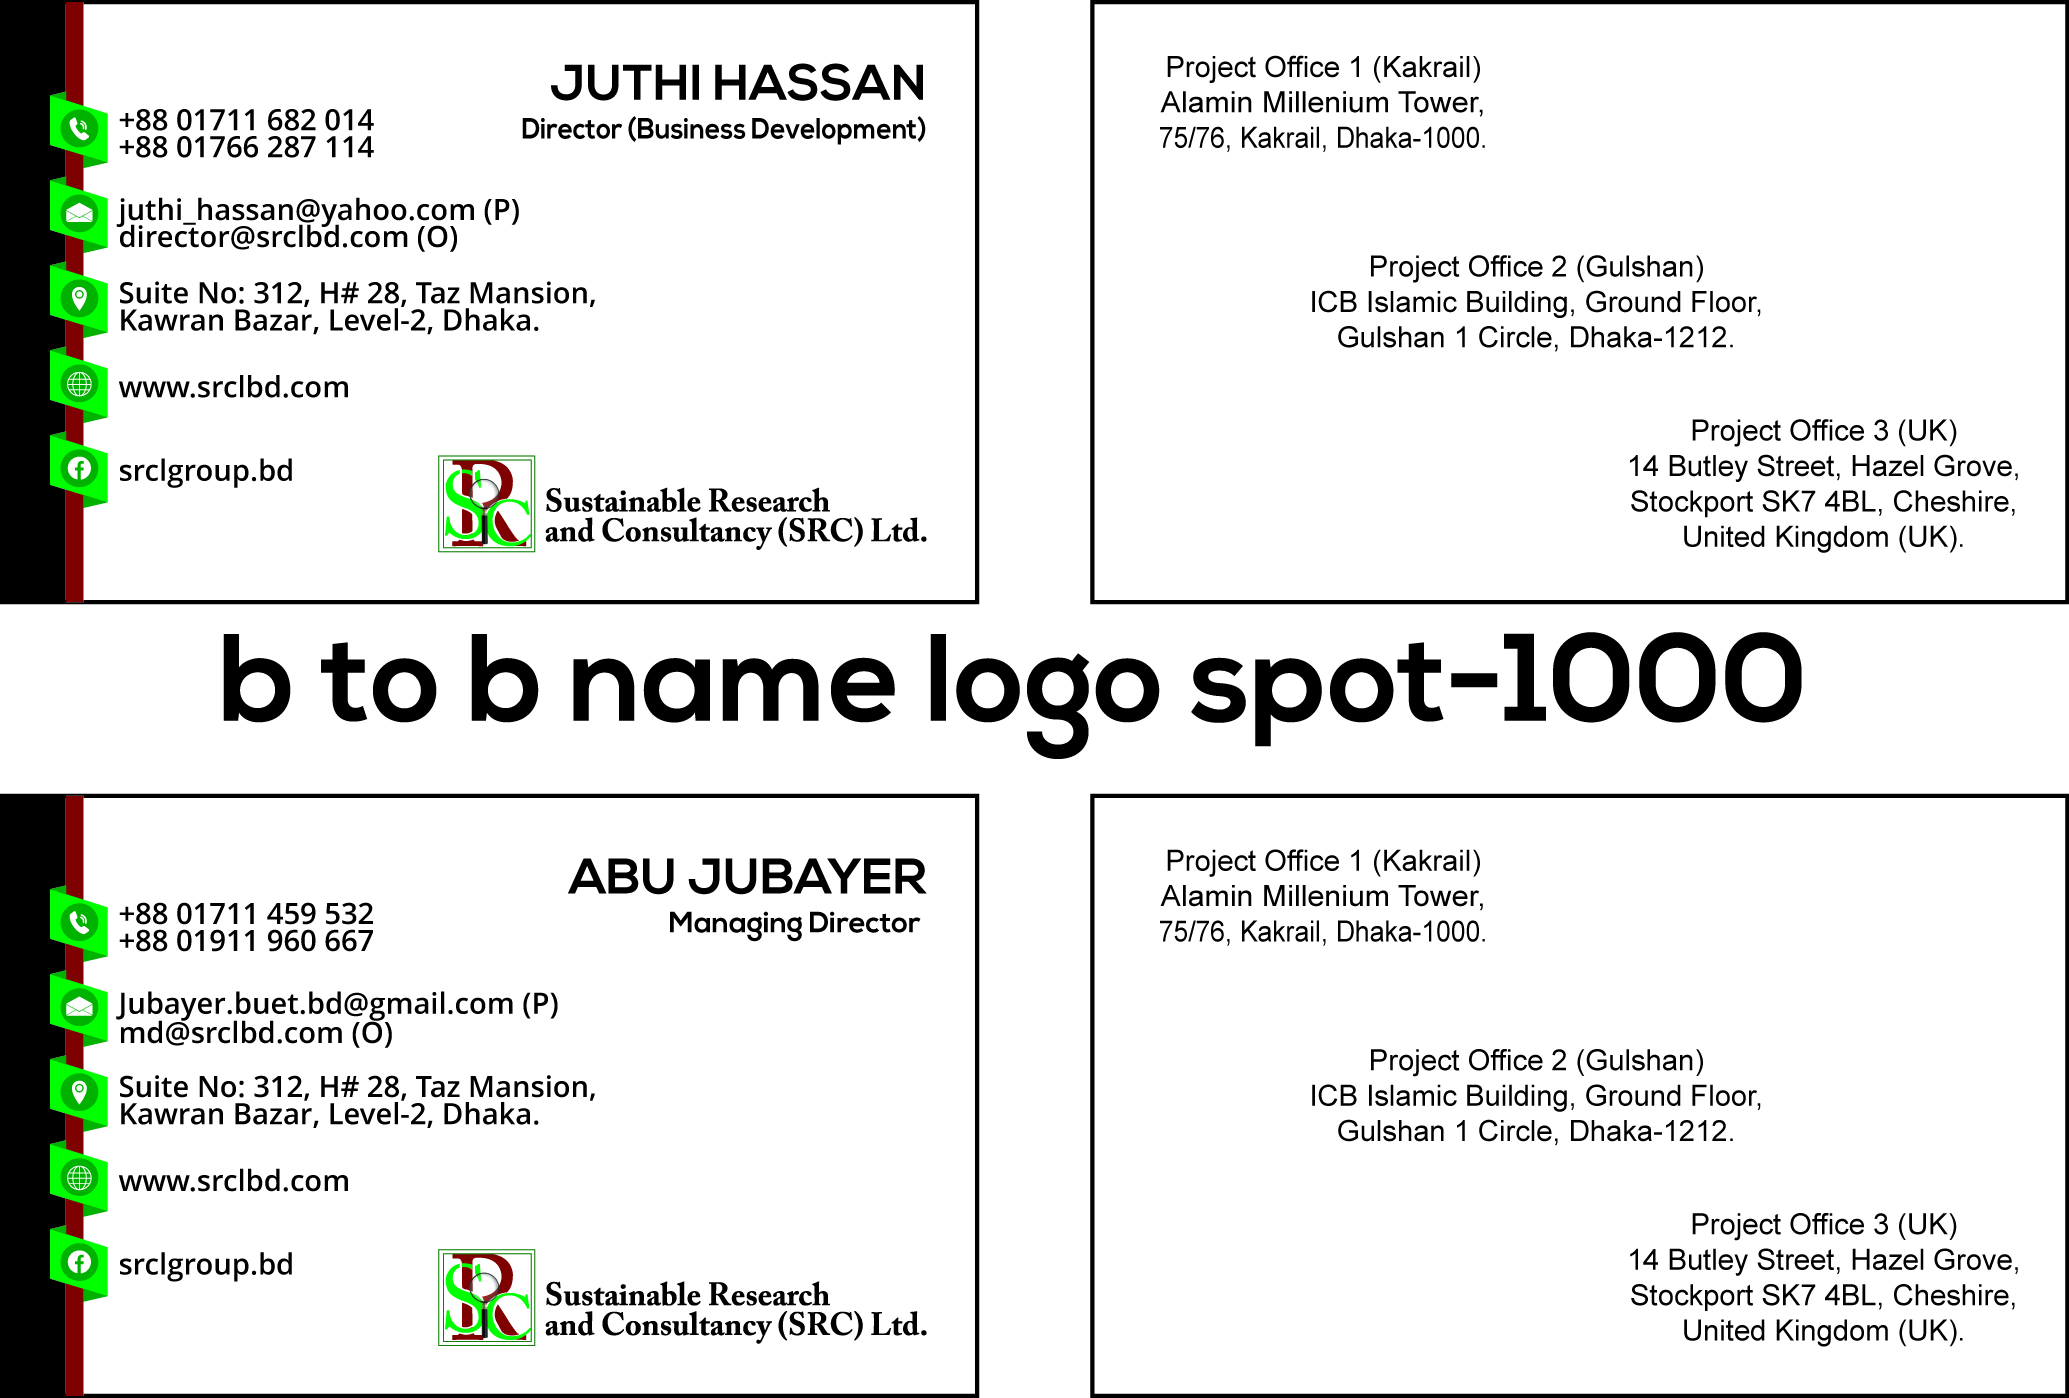 JUTHI HASSAN
Director (Business Development)
+88 01711 682 014
+88 01766 287 114
juthi_hassan@yahoo.com (P)
director@srclbd.com (O)
Suite No: 312, H# 28, Taz Mansion,
Kawran Bazar, Level-2, Dhaka.
www.srclbd.com
srclgroup.bd
SRC
Sustainable Research
and Consultancy (SRC) Ltd.
Project Office 1 (Kakrail)
Alamin Millenium Tower,
75/76, Kakrail, Dhaka-1000.
Project Office 2 (Gulshan)
ICB Islamic Building, Ground Floor,
Gulshan 1 Circle, Dhaka-1212.
Project Office 3 (UK)
14 Butley Street, Hazel Grove,
Stockport SK7 4BL, Cheshire,
United Kingdom (UK).
b to b name logo spot-1000
ABU JUBAYER
Managing Director
+88 01711 459 532
+88 01911 960 667
Jubayer.buet.bd@gmail.com (P)
md@srclbd.com (O)
Suite No: 312, H# 28, Taz Mansion,
Kawran Bazar, Level-2, Dhaka.
www.srclbd.com
srclgroup.bd
SRC
Sustainable Research
and Consultancy (SRC) Ltd.
Project Office 1 (Kakrail)
Alamin Millenium Tower,
75/76, Kakrail, Dhaka-1000.
Project Office 2 (Gulshan)
ICB Islamic Building, Ground Floor,
Gulshan 1 Circle, Dhaka-1212.
Project Office 3 (UK)
14 Butley Street, Hazel Grove,
Stockport SK7 4BL, Cheshire,
United Kingdom (UK).